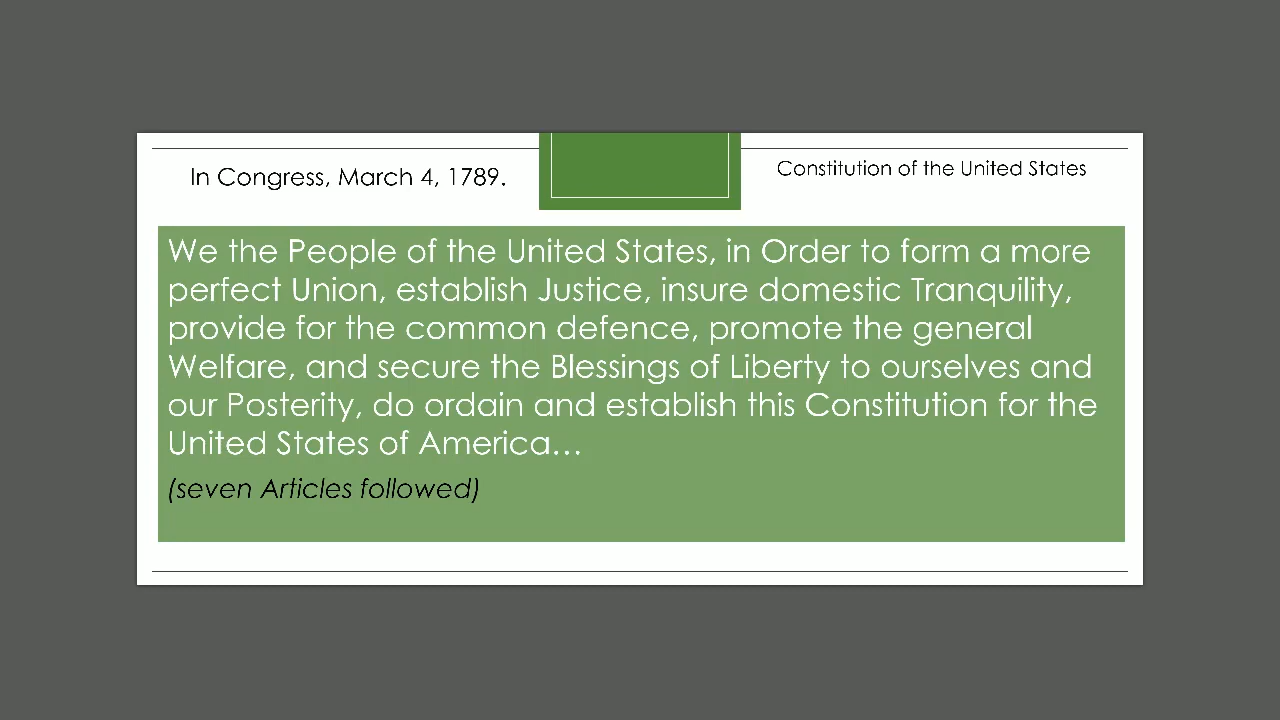 In Congress, March 4, 1789.
Constitution of the United States
We the People of the United States, in Order to form a more
perfect Union, establish Justice, insure domestic Tranquility,
provide for the common defence, promote the general
Welfare, and secure the Blessings of Liberty to ourselves and
our Posterity, do ordain and establish this Constitution for the
United States of America…
(seven Articles followed)